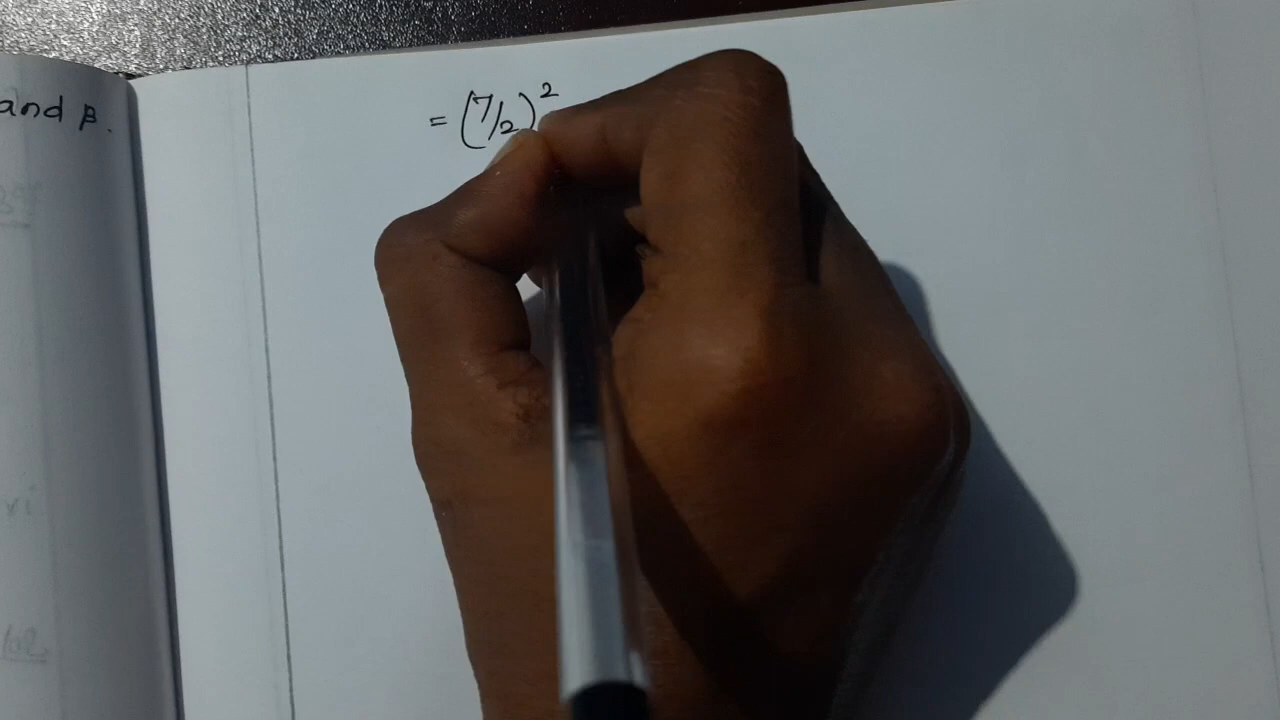 and β.
= (7/2)²